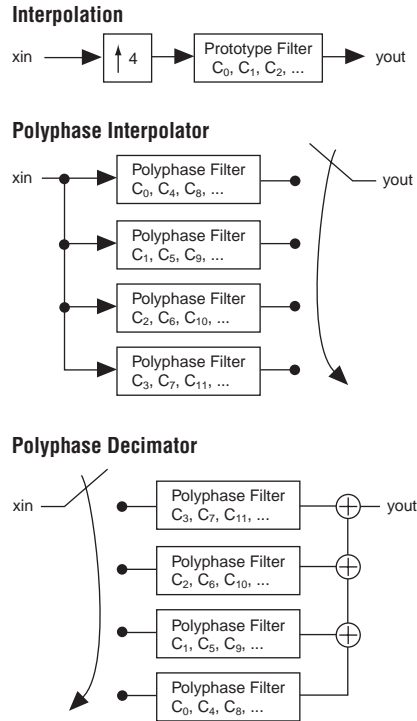 Interpolation
xin
4
Prototype Filter
C₀, C₁, C₂, ...
yout
Polyphase Interpolator
xin
Polyphase Filter
C₀, C₄, C₈, ...
yout
Polyphase Filter
C₁, C₅, C₉, ...
Polyphase Filter
C₂, C₆, C₁₀, ...
Polyphase Filter
C₃, C₇, C₁₁, ...
Polyphase Decimator
xin
Polyphase Filter
C₃, C₇, C₁₁, ...
yout
Polyphase Filter
C₂, C₆, C₁₀, ...
Polyphase Filter
C₁, C₅, C₉, ...
Polyphase Filter
C₀, C₄, C₈, ...